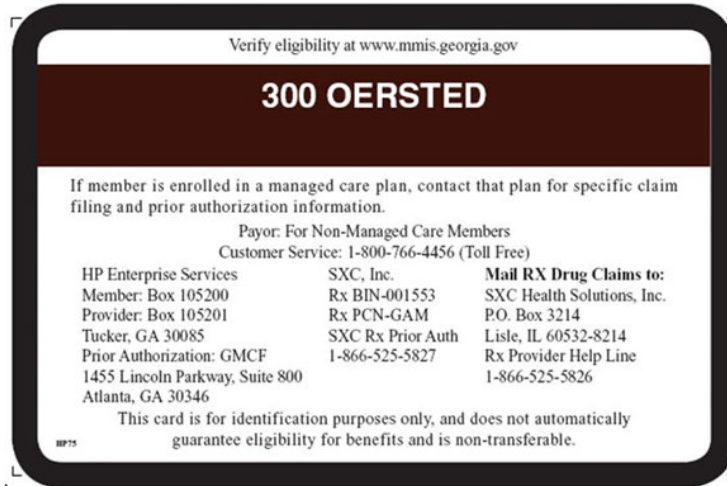 Verify eligibility at www.mmis.georgia.gov
300 OERSTED
If member is enrolled in a managed care plan, contact that plan for specific claim
filing and prior authorization information.
Payor: For Non-Managed Care Members
Customer Service: 1-800-766-4456 (Toll Free)
HP Enterprise Services
Member: Box 105200
Provider: Box 105201
Tucker, GA 30085
Prior Authorization: GMCF
1455 Lincoln Parkway, Suite 800
Atlanta, GA 30346
SXC, Inc.
Rx BIN-001553
Rx PCN-GAM
SXC Rx Prior Auth
1-866-525-5827
Mail RX Drug Claims to:
SXC Health Solutions, Inc.
P.O. Box 3214
Lisle, IL 60532-8214
Rx Provider Help Line
1-866-525-5826
This card is for identification purposes only, and does not automatically
guarantee eligibility for benefits and is non-transferable.
HP75